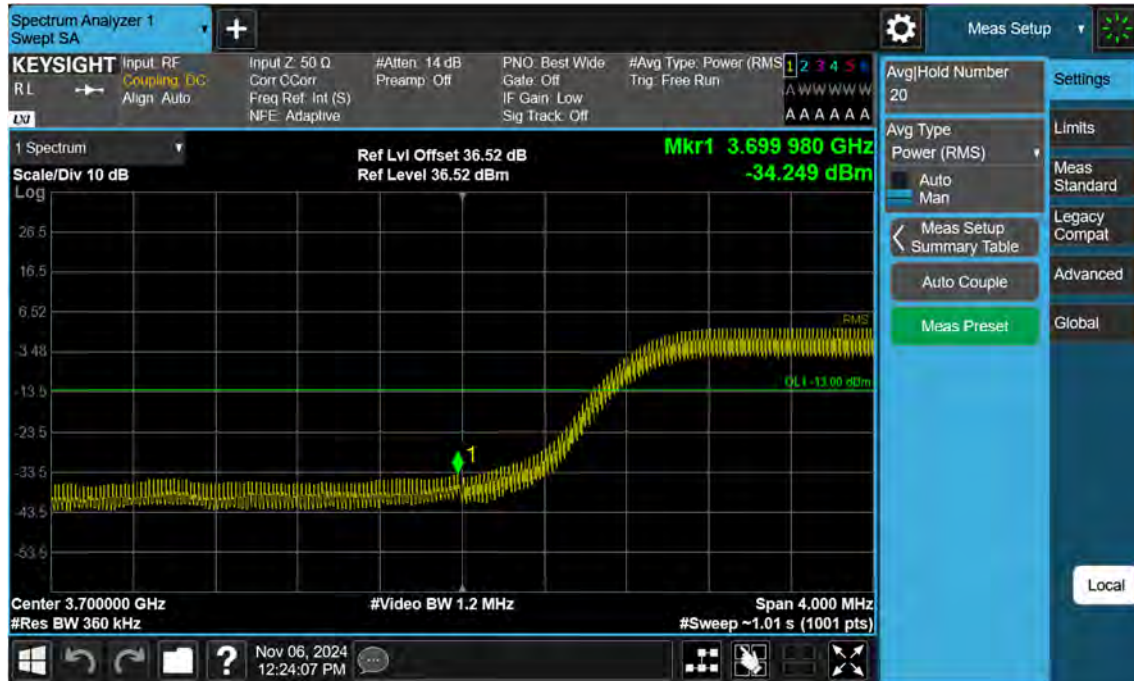 Spectrum Analyzer 1
Swept SA
+
Meas Setup
KEYSIGHT
RL
LXI
Input: RF
Coupling: DC
Align: Auto
Input Z: 50 Ω
Corr CCorr
Freq Ref: Int (S)
NFE: Adaptive
#Atten: 14 dB
Preamp: Off
PNO: Best Wide
Gate: Off
IF Gain: Low
Sig Track: Off
#Avg Type: Power (RMS)
Trig: Free Run
1 2 3 4 5 6
A W W W W W
A A A A A A
1 Spectrum
Scale/Div 10 dB
Log
Ref Lvl Offset 36.52 dB
Ref Level 36.52 dBm
Mkr1 3.699 980 GHz
-34.249 dBm
26.5
16.5
6.52
-3.48
-13.5
-23.5
-33.5
-43.5
-53.5
RMS
DL1 -13.00 dBm
1
Center 3.700000 GHz
#Res BW 360 kHz
#Video BW 1.2 MHz
Span 4.000 MHz
#Sweep ~1.01 s (1001 pts)
Avg|Hold Number
20
Avg Type
Power (RMS)
Auto
Man
Meas Setup
Summary Table
Auto Couple
Meas Preset
Settings
Limits
Meas
Standard
Legacy
Compat
Advanced
Global
Local
?
Nov 06, 2024
12:24:07 PM